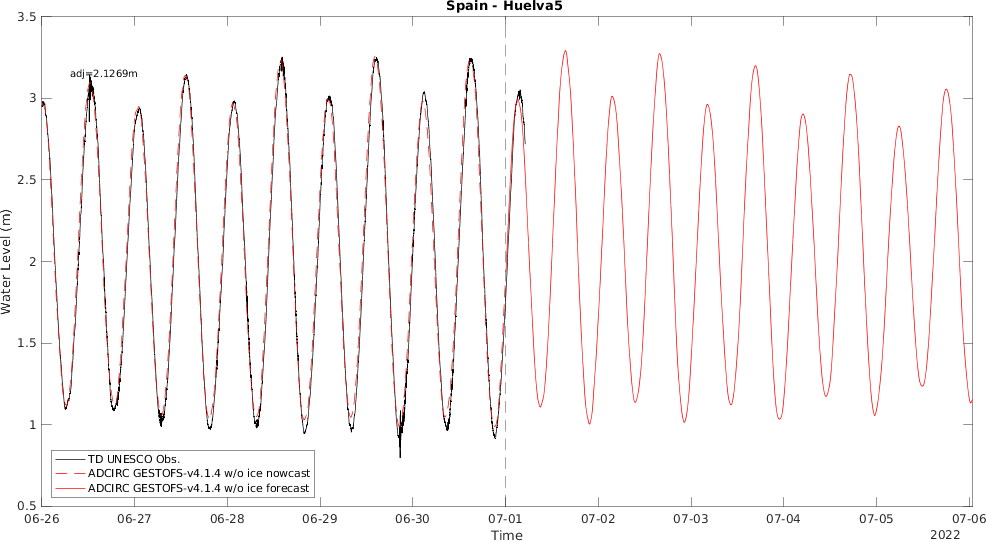 Spain - Huelva5
3.5
adj=2.1269m
3
2.5
2
1.5
1
0.5
Water Level (m)
TD UNESCO Obs.
ADCIRC GESTOFS-v4.1.4 w/o ice nowcast
ADCIRC GESTOFS-v4.1.4 w/o ice forecast
06-26 06-27 06-28 06-29 06-30 07-01 07-02 07-03 07-04 07-05 07-06
Time
2022